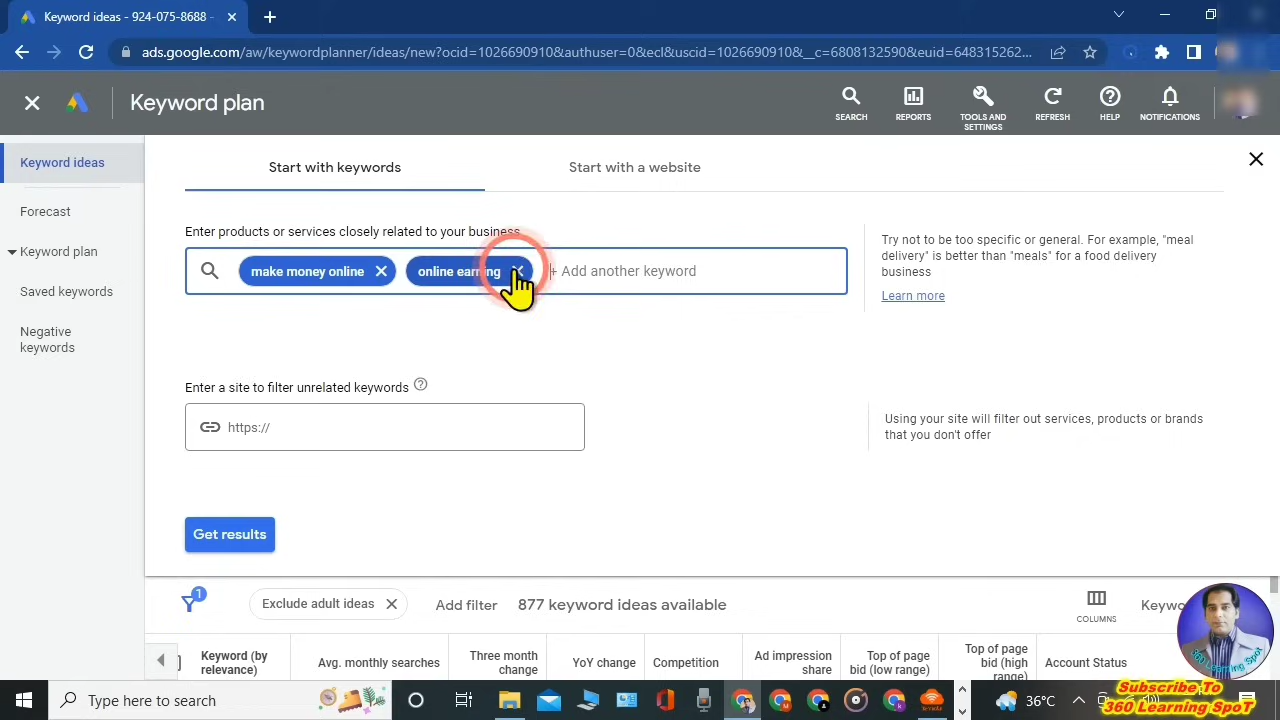 Keyword ideas - 924-075-8688 -
ads.google.com/aw/keywordplanner/ideas/new?ocid=1026690910&authuser=0&ecl&uscid=1026690910&__c=6808132590&euid=648315262...
Keyword plan
SEARCH
REPORTS
TOOLS AND SETTINGS
REFRESH
HELP
NOTIFICATIONS
Keyword ideas
Forecast
Keyword plan
Saved keywords
Negative keywords
Start with keywords
Start with a website
Enter products or services closely related to your business
make money online
online earning
+ Add another keyword
Try not to be too specific or general. For example, "meal
delivery" is better than "meals" for a food delivery
business
Learn more
Enter a site to filter unrelated keywords
https://
Using your site will filter out services, products or brands
that you don't offer
Get results
1
Exclude adult ideas
Add filter
877 keyword ideas available
COLUMNS
Keyword (by
relevance)
Avg. monthly searches
Three month
change
YoY change
Competition
Ad impression
share
Top of page
bid (low range)
Top of page
bid (high
range)
Account Status
360 Learning Spot
Type here to search
36°C
Subscribe To
360 Learning SpoT